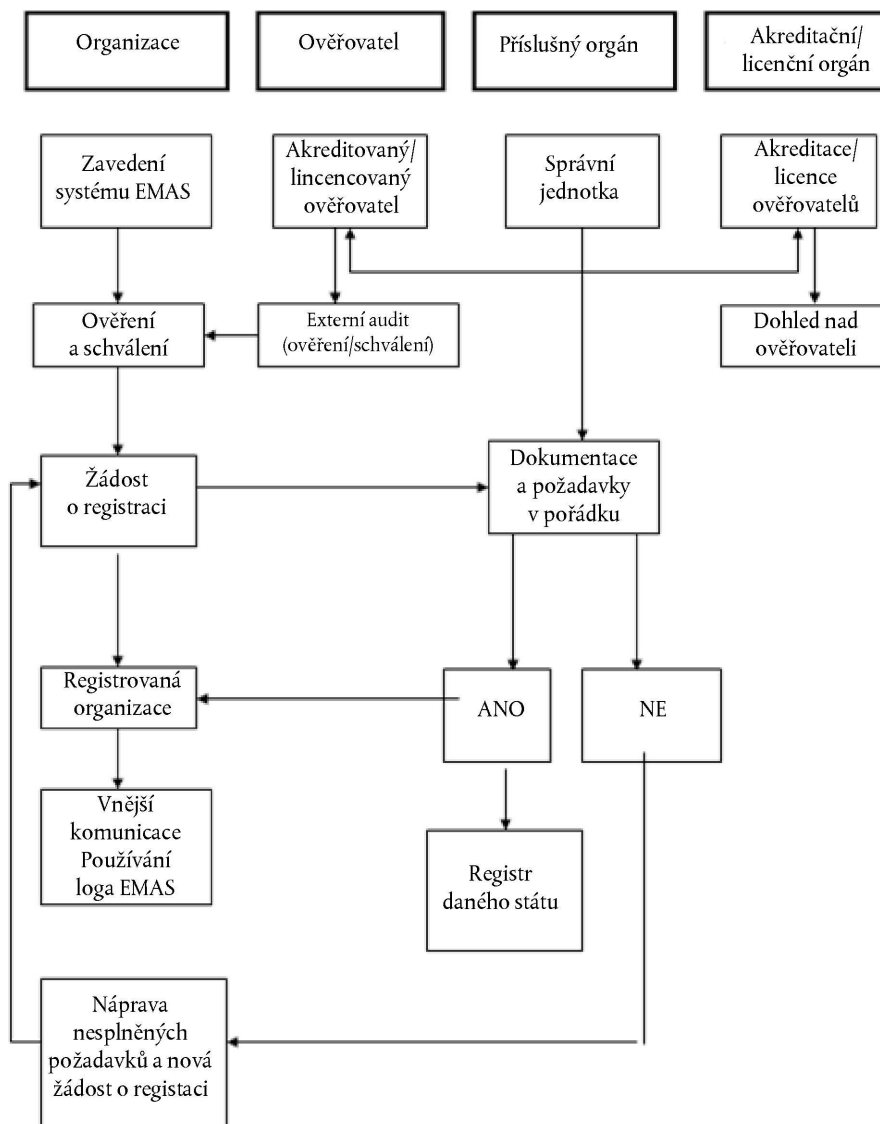 Organizace
Ověřovatel
Příslušný orgán
Akreditační/
licenční orgán
Zavedení
systému EMAS
Akreditovaný/
lincencovaný
ověřovatel
Správní
jednotka
Akreditace/
licence
ověřovatelů
Ověření
a schválení
Externí audit
(ověření/schválení)
Dohled nad
ověřovateli
Žádost
o registraci
Dokumentace
a požadavky
v pořádku
Registrovaná
organizace
ANO
NE
Vnější
komunikace
Používání
loga EMAS
Registr
daného státu
Náprava
nesplněných
požadavků a nová
žádost o registaci